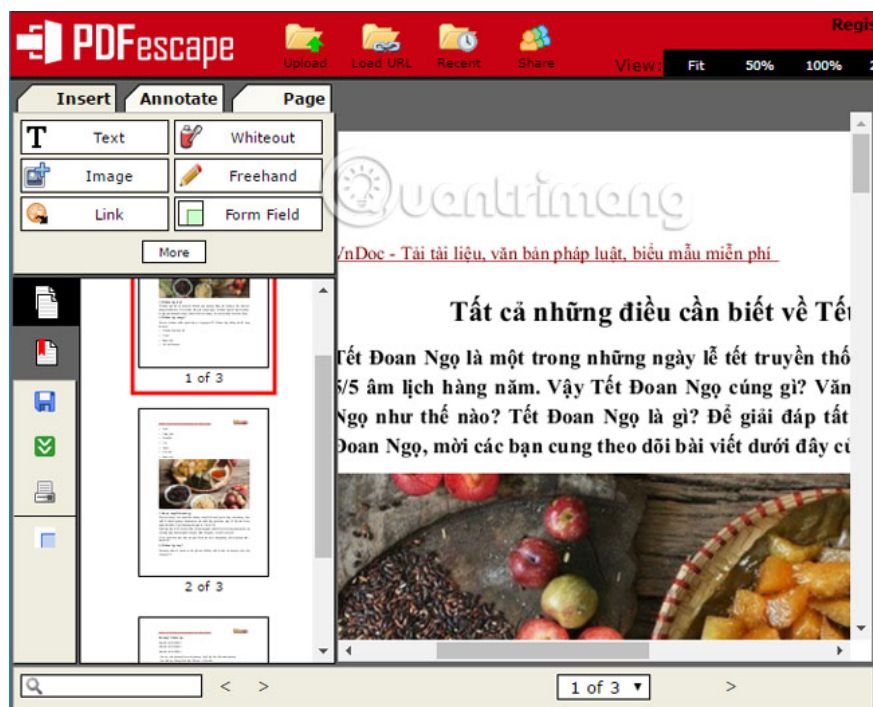 PDFescape
Upload
Load URL
Recent
Share
Regis
View:
Fit
50%
100%
Insert
Annotate
Page
Text
Whiteout
Image
Freehand
Link
Form Field
More
Quantrimang
VnDoc - Tải tài liệu, văn bản pháp luật, biểu mẫu miễn phí
Tất cả những điều cần biết về Tết
Tết Đoan Ngọ là một trong những ngày lễ tết truyền thố
5/5 âm lịch hàng năm. Vậy Tết Đoan Ngọ cúng gì? Văn
Ngọ như thế nào? Tết Đoan Ngọ là gì? Để giải đáp tất
Đoan Ngọ, mời các bạn cung theo dõi bài viết dưới đây củ
1 of 3
2 of 3
< >
1 of 3
>